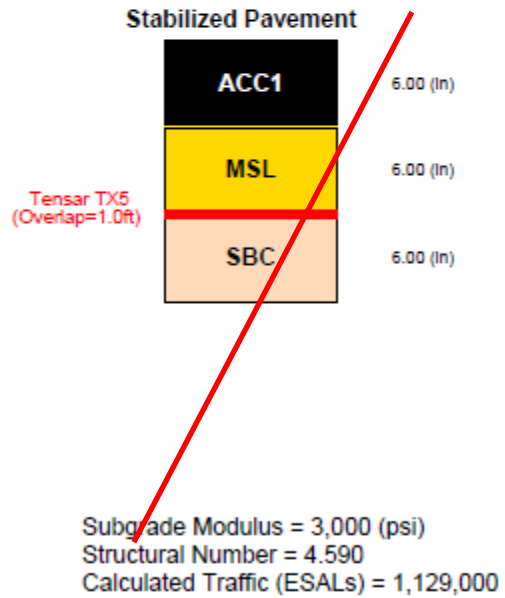 Stabilized Pavement
ACC1
6.00 (in)
MSL
6.00 (in)
Tensar TX5
(Overlap=1.0ft)
SBC
6.00 (in)
Subgrade Modulus = 3,000 (psi)
Structural Number = 4.590
Calculated Traffic (ESALs) = 1,129,000